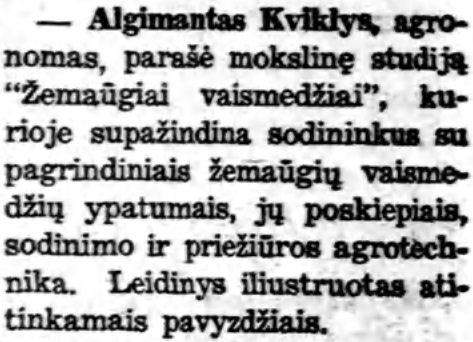 — Algimantas Kviklys, agro-
nomas, parašė mokslinę studiją
“Žemaūgiai vaismedžiai”, ku-
rioje supažindina sodininkus su
pagrindiniais žemaūgių vaisme-
džių ypatumais, jų poskiepiais,
sodinimo ir priežiūros agrotech-
nika. Leidinys iliustruotas ati-
tinkamais pavyzdžiais.